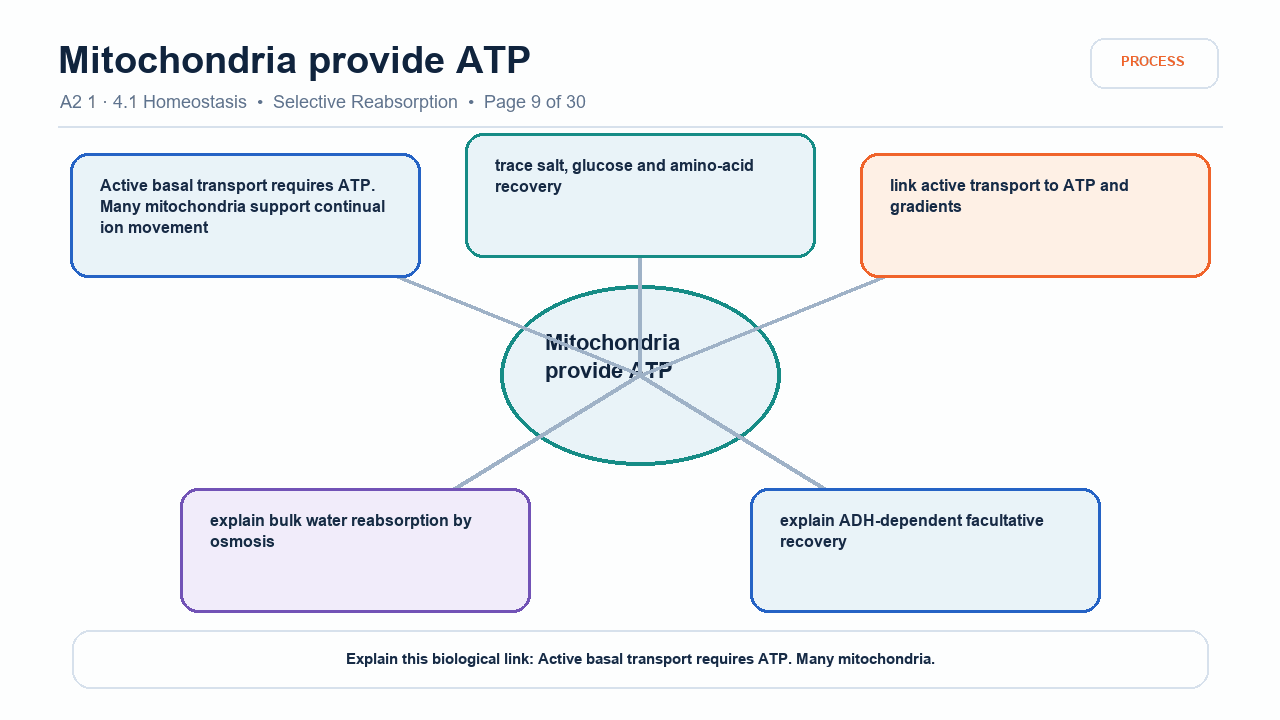 Mitochondria provide ATP
PROCESS
A2 1 · 4.1 Homeostasis • Selective Reabsorption • Page 9 of 30
Active basal transport requires ATP.
Many mitochondria support continual
ion movement
trace salt, glucose and amino-acid
recovery
link active transport to ATP and
gradients
Mitochondria
provide ATP
explain bulk water reabsorption by
osmosis
explain ADH-dependent facultative
recovery
Explain this biological link: Active basal transport requires ATP. Many mitochondria.